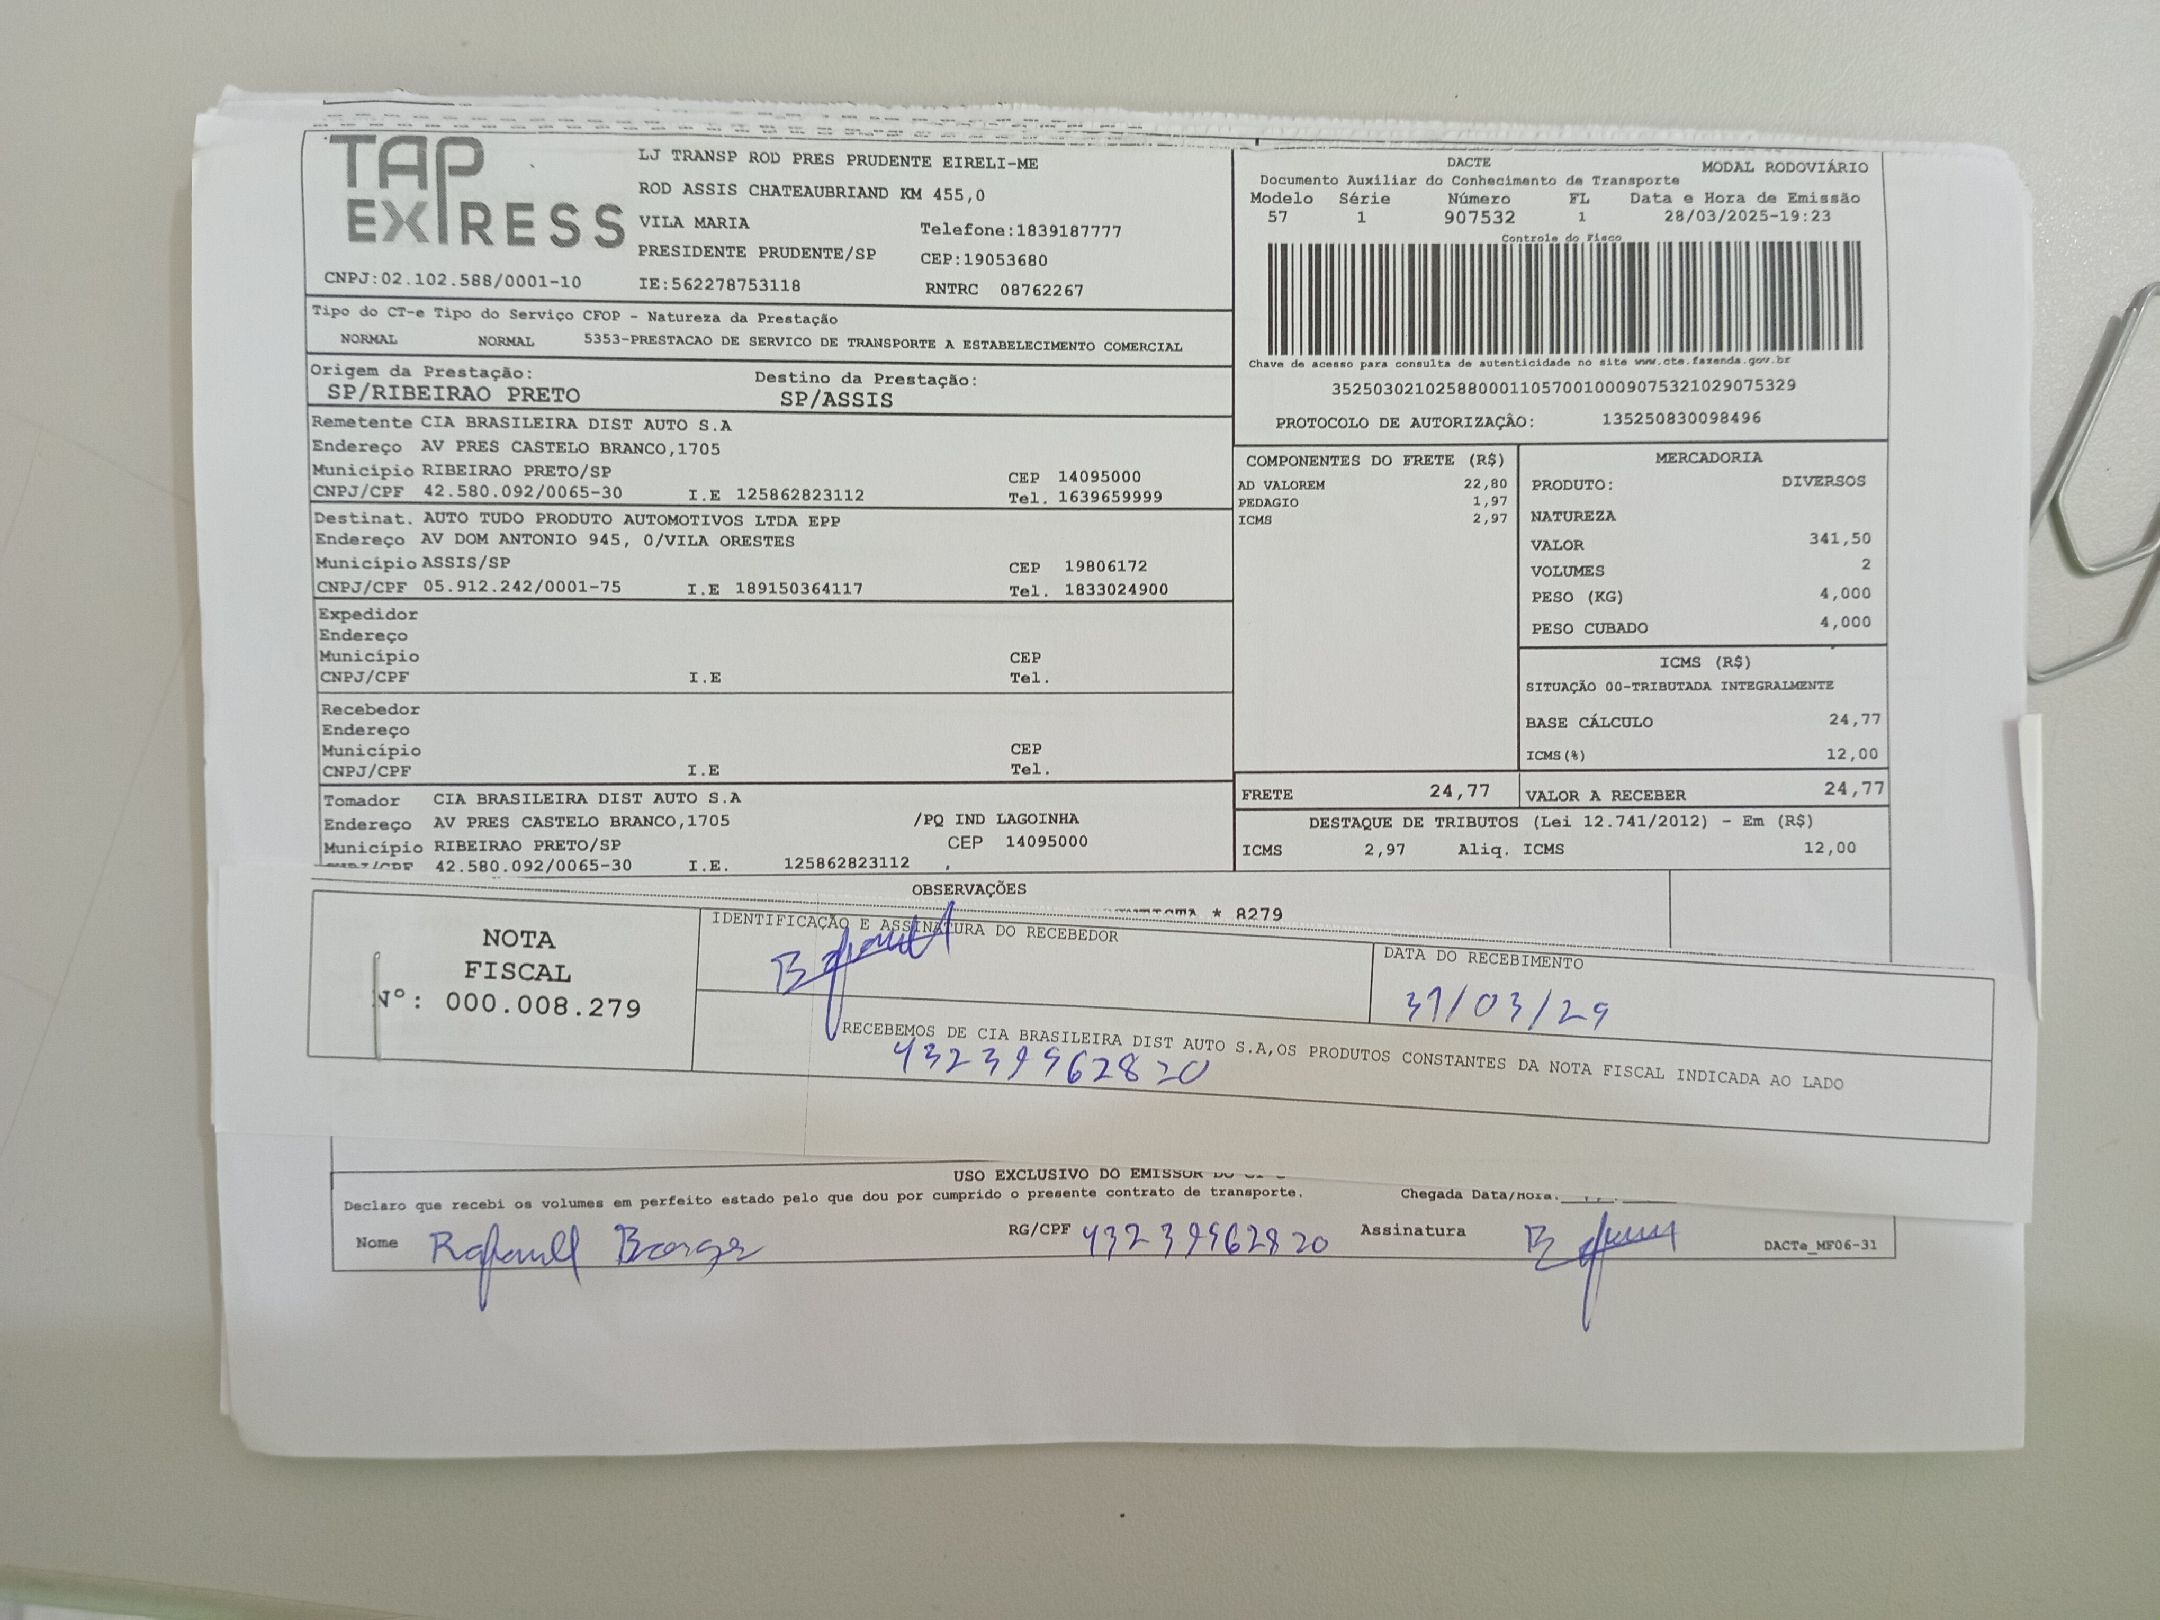 TAP
EXPRESS
CNPJ:02.102.588/0001-10
LJ TRANSP ROD PRES PRUDENTE EIRELI-ME
ROD ASSIS CHATEAUBRIAND KM 455,0
VILA MARIA Telefone:1839187777
PRESIDENTE PRUDENTE/SP CEP:19053680
IE:562278753118 RNTRC 08762267
DACTE MODAL RODOVIÁRIO
Documento Auxiliar do Conhecimento de Transporte
Modelo Série Número FL Data e Hora de Emissão
57 1 907532 1 28/03/2025-19:23
Controle do Fisco
Chave de acesso para consulta de autenticidade no site www.cte.fazenda.gov.br
35250302102588000110570010009075321029075329
PROTOCOLO DE AUTORIZAÇÃO: 135250830098496
Tipo do CT-e Tipo do Serviço CFOP - Natureza da Prestação
NORMAL NORMAL 5353-PRESTACAO DE SERVICO DE TRANSPORTE A ESTABELECIMENTO COMERCIAL
Origem da Prestação: Destino da Prestação:
SP/RIBEIRAO PRETO SP/ASSIS
Remetente CIA BRASILEIRA DIST AUTO S.A
Endereço AV PRES CASTELO BRANCO,1705
Município RIBEIRAO PRETO/SP CEP 14095000
CNPJ/CPF 42.580.092/0065-30 I.E 125862823112 Tel. 1639659999
Destinat. AUTO TUDO PRODUTO AUTOMOTIVOS LTDA EPP
Endereço AV DOM ANTONIO 945, 0/VILA ORESTES
Município ASSIS/SP CEP 19806172
CNPJ/CPF 05.912.242/0001-75 I.E 189150364117 Tel. 1833024900
Expedidor
Endereço
Município CEP
CNPJ/CPF I.E Tel.
Recebedor
Endereço
Município CEP
CNPJ/CPF I.E Tel.
Tomador CIA BRASILEIRA DIST AUTO S.A
Endereço AV PRES CASTELO BRANCO,1705 /PQ IND LAGOINHA
Município RIBEIRAO PRETO/SP CEP 14095000
42.580.092/0065-30 I.E. 125862823112
COMPONENTES DO FRETE (R$)
AD VALOREM 22,80
PEDAGIO 1,97
ICMS 2,97
MERCADORIA
PRODUTO: DIVERSOS
NATUREZA
VALOR 341,50
VOLUMES 2
PESO (KG) 4,000
PESO CUBADO 4,000
ICMS (R$)
SITUAÇÃO 00-TRIBUTADA INTEGRALMENTE
BASE CÁLCULO 24,77
ICMS(%) 12,00
FRETE 24,77 VALOR A RECEBER 24,77
DESTAQUE DE TRIBUTOS (Lei 12.741/2012) - Em (R$)
ICMS 2,97 Aliq. ICMS 12,00
OBSERVAÇÕES
* 8279
NOTA
FISCAL
Nº: 000.008.279
IDENTIFICAÇÃO E ASSINATURA DO RECEBEDOR
DATA DO RECEBIMENTO
31/03/29
RECEBEMOS DE CIA BRASILEIRA DIST AUTO S.A,OS PRODUTOS CONSTANTES DA NOTA FISCAL INDICADA AO LADO
43239962820
USO EXCLUSIVO DO EMISSOR
Declaro que recebi os volumes em perfeito estado pelo que dou por cumprido o presente contrato de transporte. Chegada Data/Hora.
Nome RG/CPF 43239962820 Assinatura DACTe_MF06-31